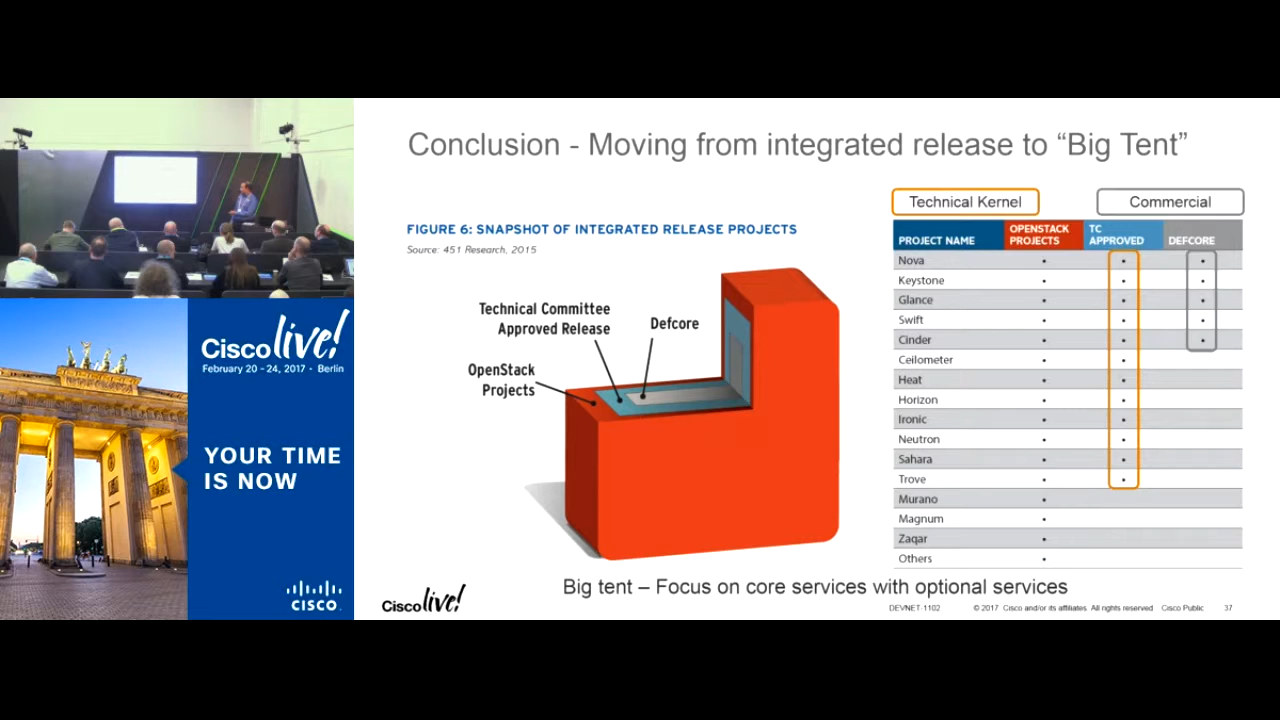 Cisco live!
February 20 - 24, 2017 • Berlin
YOUR TIME
IS NOW
CISCO.
Conclusion - Moving from integrated release to “Big Tent”
FIGURE 6: SNAPSHOT OF INTEGRATED RELEASE PROJECTS
Source: 451 Research, 2015
Technical Committee
Approved Release
Defcore
OpenStack
Projects
Technical Kernel
Commercial
PROJECT NAME OPENSTACK PROJECTS TC APPROVED DEFCORE
Nova • • •
Keystone • • •
Glance • • •
Swift • • •
Cinder • • •
Ceilometer • •
Heat • •
Horizon • •
Ironic • •
Neutron • •
Sahara • •
Trove • •
Murano •
Magnum •
Zaqar •
Others •
Big tent – Focus on core services with optional services
Cisco live!
DEVNET-1102 © 2017 Cisco and/or its affiliates. All rights reserved Cisco Public 37